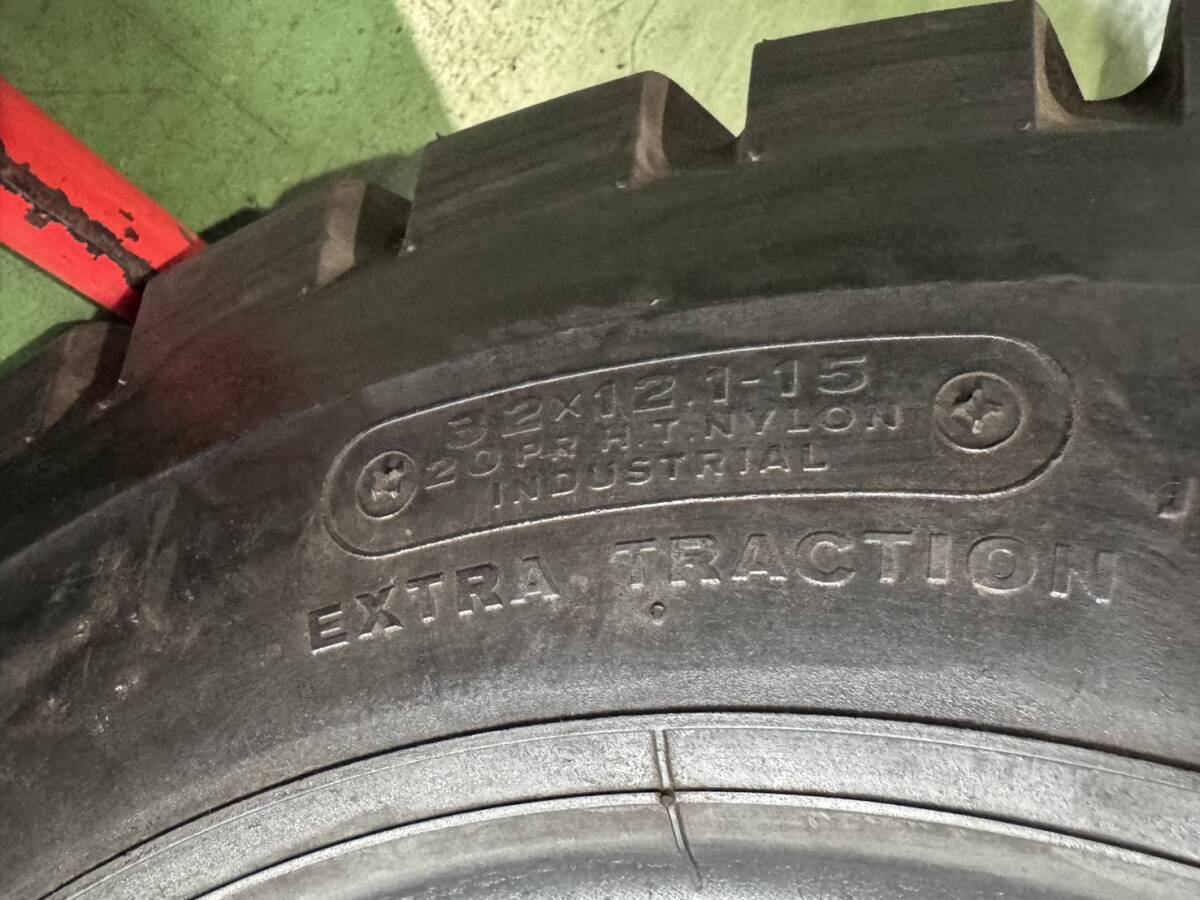 32x12.1-15
20 PR H.T. NYLON
INDUSTRIAL
EXTRA TRACTION